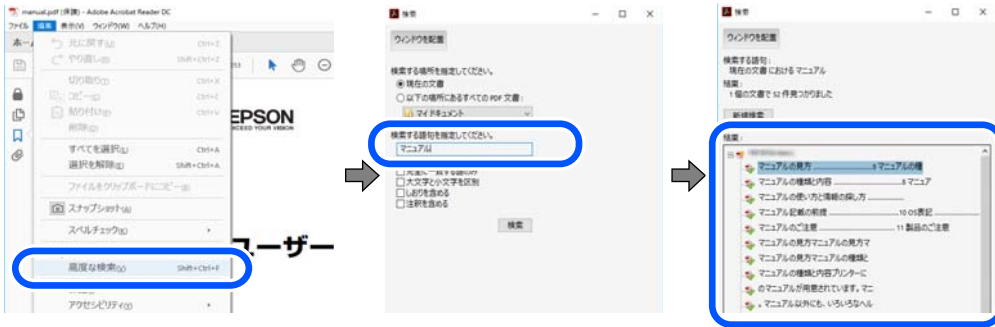 manual.pdf (保護) - Adobe Acrobat Reader DC
ファイル 編集 表示(V) ウィンドウ(W) ヘルプ(H)
元に戻す(U) Ctrl+Z
やり直し(R) Shift+Ctrl+Z
切り取り(T) Ctrl+X
コピー(C) Ctrl+C
貼り付け(P) Ctrl+V
削除(D)
すべてを選択(L) Ctrl+A
選択を解除(E) Shift+Ctrl+A
ファイルをクリップボードにコピー(B)
スナップショット(A)
スペルチェック(K)
高度な検索(V) Shift+Ctrl+F
アクセシビリティ(O)
EPSON
EXCEED YOUR VISION
ユーザー
検索
ウィンドウを配置
検索する場所を指定してください。
現在の文書
以下の場所にあるすべての PDF 文書 :
マイ ドキュメント
検索する語句を指定してください。
マニュアル
完全に一致する語のみ
大文字と小文字を区別
しおりを含める
注釈を含める
検索
検索
ウィンドウを配置
検索する語句 :
現在の文書 における マニュアル
結果 :
1 個の文書で 52 件見つかりました
新規検索
結果 :
マニュアルの見方 ................ 8 マニュアルの種
マニュアルの種類と内容 ................ 8 マニュア
マニュアルの使い方と情報の探し方 ............
マニュアル記載の前提 ................ 10 OS表記 ....
マニュアルのご注意 ................ 11 製品のご注意
マニュアルの見方マニュアルの見方マ
マニュアルの見方マニュアルの種類と
マニュアルの種類と内容プリンターに
のマニュアルが用意されています。マニ
。マニュアル以外にも、いろいろなヘル